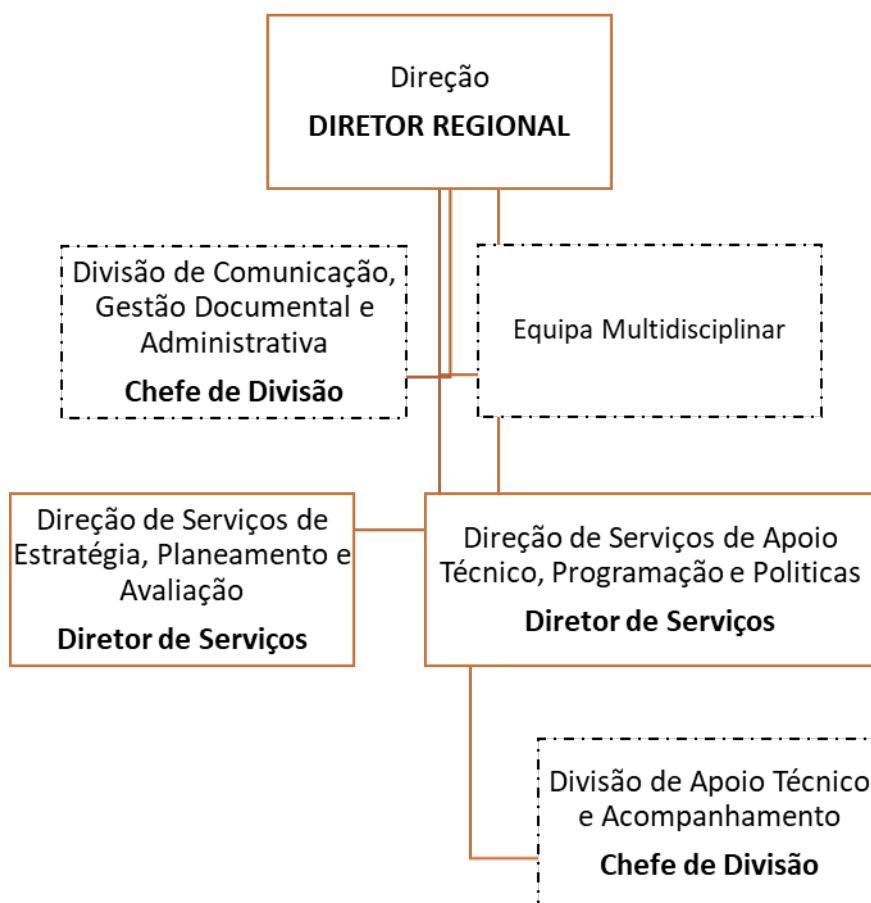 Direção
DIRETOR REGIONAL
Divisão de Comunicação,
Gestão Documental e
Administrativa
Chefe de Divisão
Equipa Multidisciplinar
Direção de Serviços de
Estratégia, Planeamento e
Avaliação
Diretor de Serviços
Direção de Serviços de Apoio
Técnico, Programação e Politicas
Diretor de Serviços
Divisão de Apoio Técnico
e Acompanhamento
Chefe de Divisão